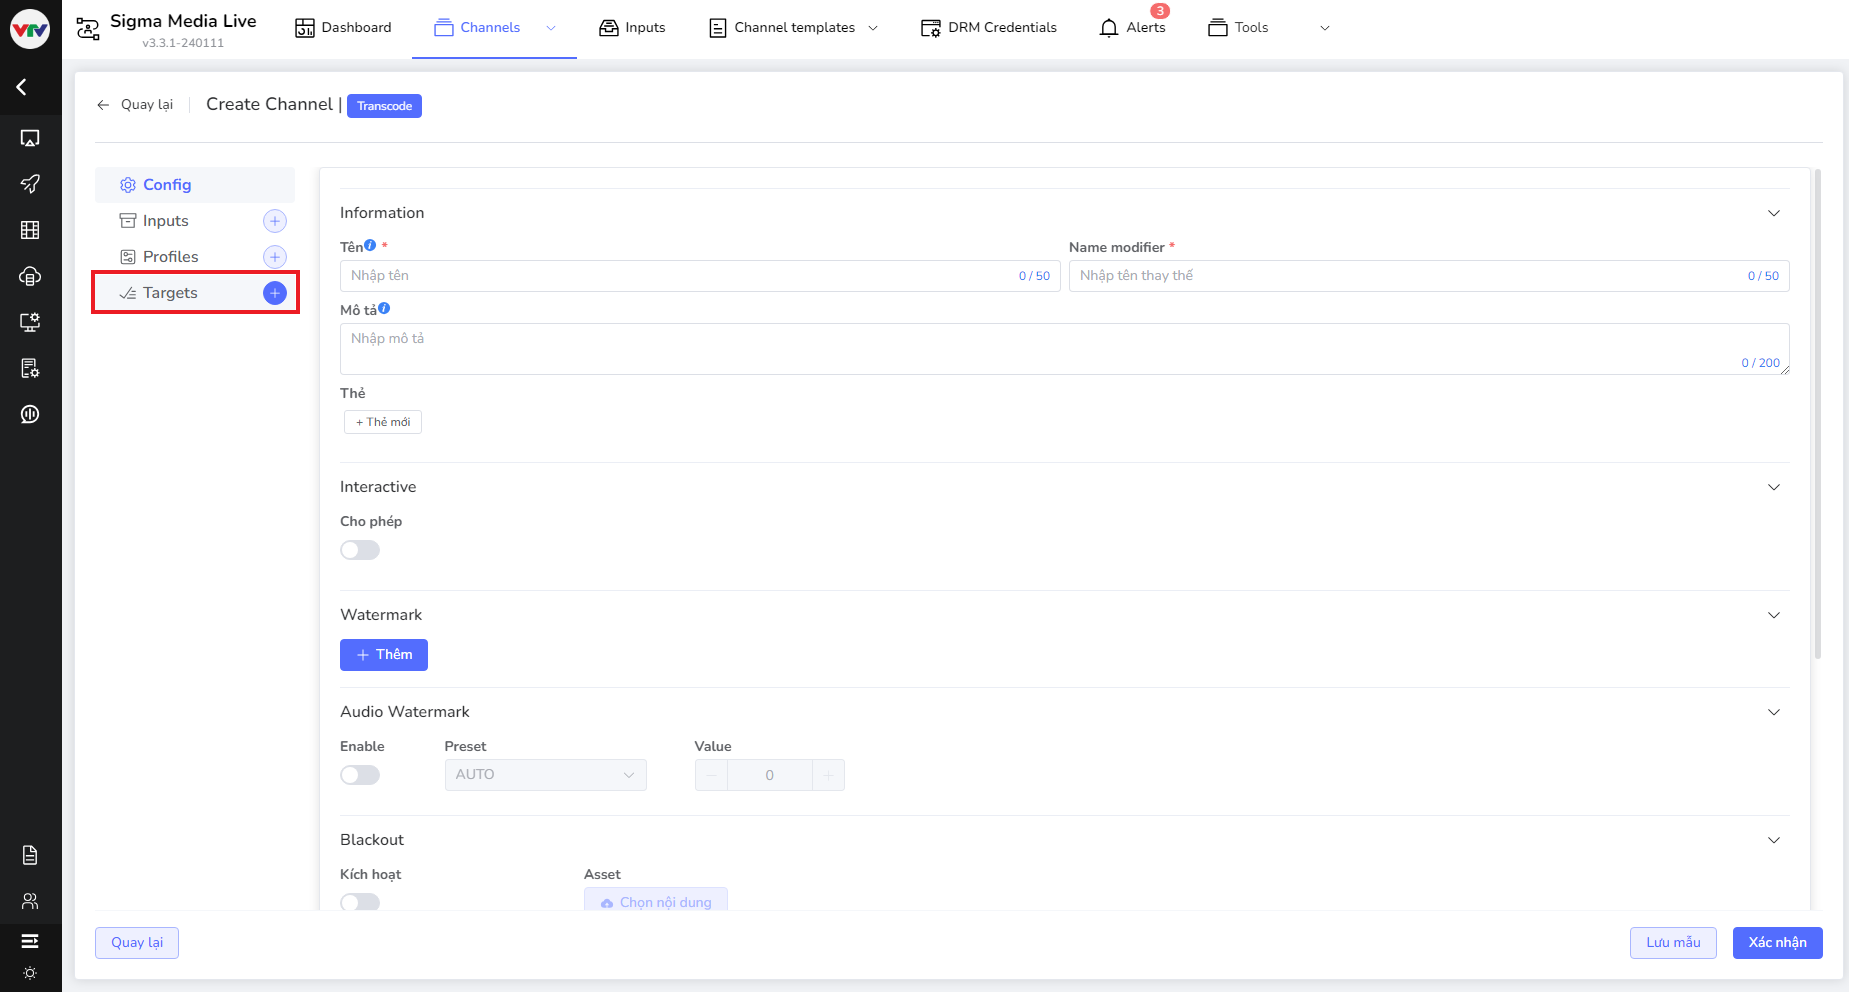 VTV
Sigma Media Live
v3.3.1-240111
Dashboard
Channels
Inputs
Channel templates
DRM Credentials
Alerts
3
Tools
Quay lại
Create Channel |
Transcode
Config
Inputs
Profiles
Targets
Information
Tên *
Name modifier *
Nhập tên
0 / 50
Nhập tên thay thế
0 / 50
Mô tả
Nhập mô tả
0 / 200
Thẻ
+ Thẻ mới
Interactive
Cho phép
Watermark
+ Thêm
Audio Watermark
Enable
Preset
Value
AUTO
0
Blackout
Kích hoạt
Asset
Chọn nội dung
Quay lại
Lưu mẫu
Xác nhận